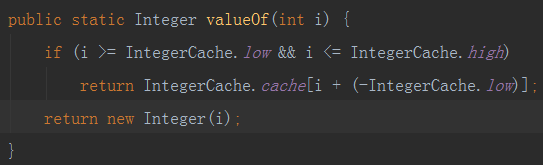 public static Integer valueOf(int i) {
if (i >= IntegerCache.low && i <= IntegerCache.high)
return IntegerCache.cache[i + (-IntegerCache.low)];
return new Integer(i);
}